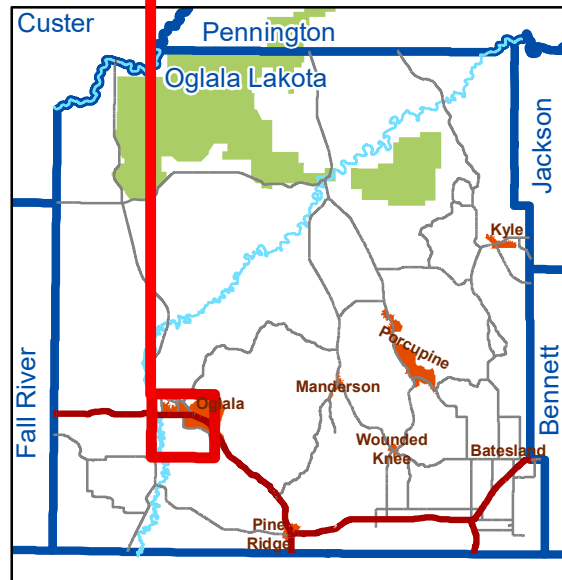 Custer
Pennington
Oglala Lakota
Jackson
Kyle
Porcupine
Fall River
Manderson
Oglala
Bennett
Wounded
Knee
Batesland
Pine
Ridge